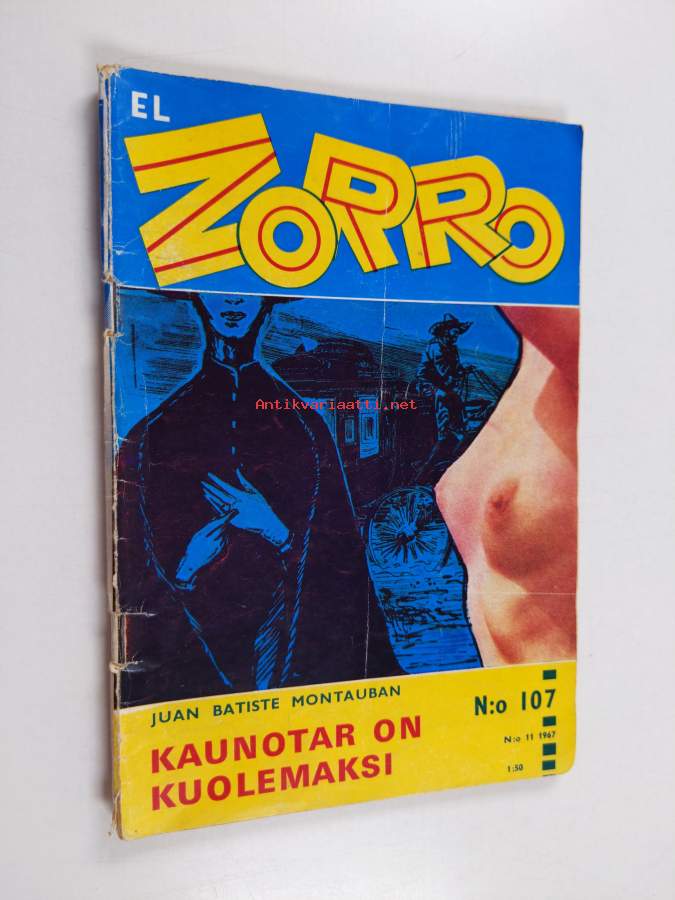 EL
ZORRO
Antikvariaatti.net
JUAN BATISTE MONTAUBAN
N:o 107
KAUNOTAR ON
KUOLEMAKSI
N:o 11 1967
1:50